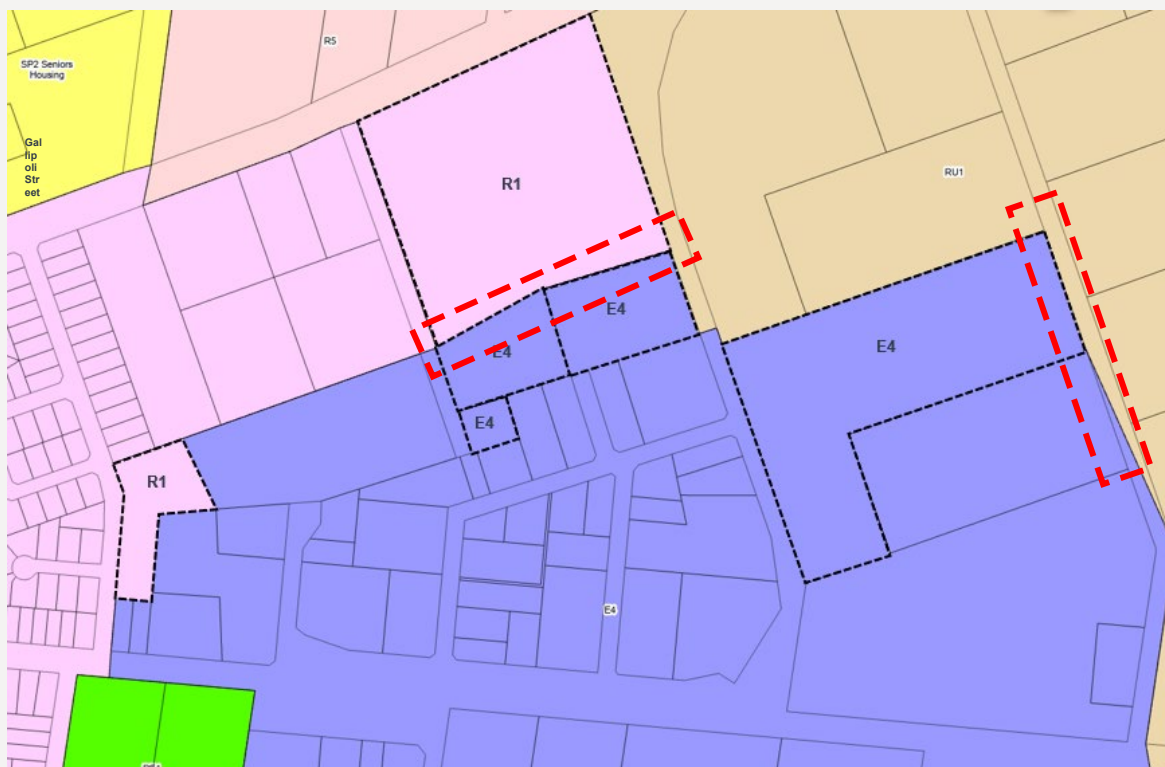 R5
SP2 Seniors
Housing
Gal
lip
oli
Str
eet
R1
RU1
E4
E4
E4
E4
R1
E4